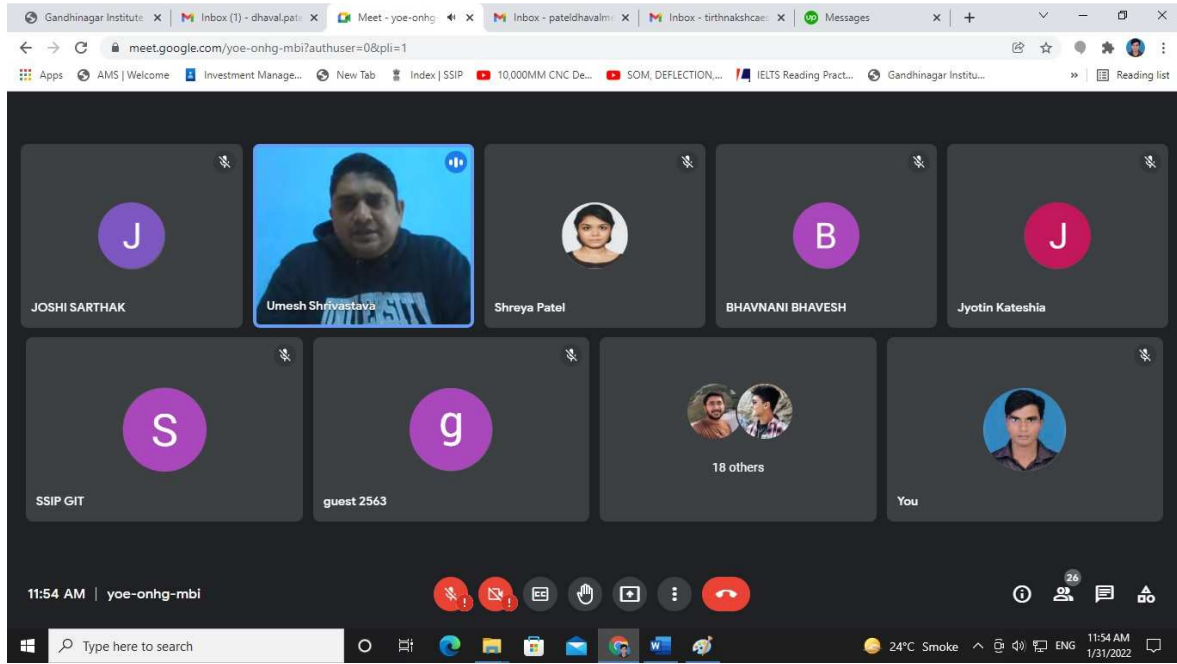 Gandhinagar Institute
Inbox (1) - dhaval.pate
Meet - yoe-onhg
Inbox - pateldhavalm
Inbox - tirthnakshcae
Messages
meet.google.com/yoe-onhg-mbi?authuser=0&pli=1
Apps AMS | Welcome Investment Manage... New Tab Index | SSIP 10,000MM CNC De... SOM, DEFLECTION,... IELTS Reading Pract... Gandhinagar Institu... » Reading list
J
JOSHI SARTHAK
Umesh Shrivastava
Shreya Patel
B
BHAVNANI BHAVESH
J
Jyotin Kateshia
S
SSIP GIT
g
guest 2563
18 others
You
11:54 AM | yoe-onhg-mbi
CC
26
Type here to search
24°C Smoke ENG 11:54 AM
1/31/2022